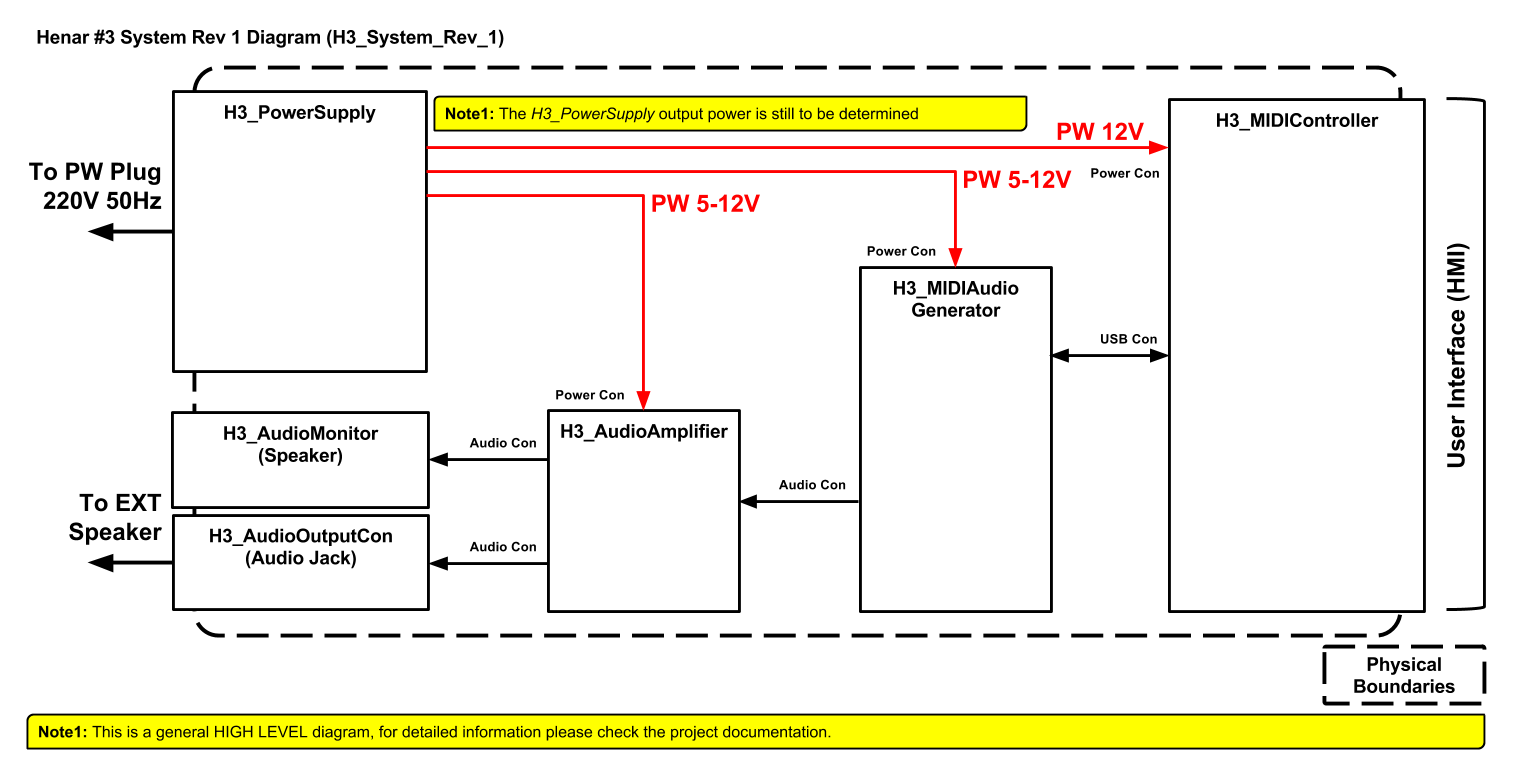 Henar #3 System Rev 1 Diagram (H3_System_Rev_1)
H3_PowerSupply
Note1: The H3_PowerSupply output power is still to be determined
H3_MIDIController
PW 12V
To PW Plug
220V 50Hz
Power Con
PW 5-12V
PW 5-12V
Power Con
H3_MIDIAudio
Generator
USB Con
User Interface (HMI)
Power Con
H3_AudioMonitor
(Speaker)
Audio Con
H3_AudioAmplifier
Audio Con
To EXT
Speaker
H3_AudioOutputCon
(Audio Jack)
Audio Con
Physical
Boundaries
Note1: This is a general HIGH LEVEL diagram, for detailed information please check the project documentation.